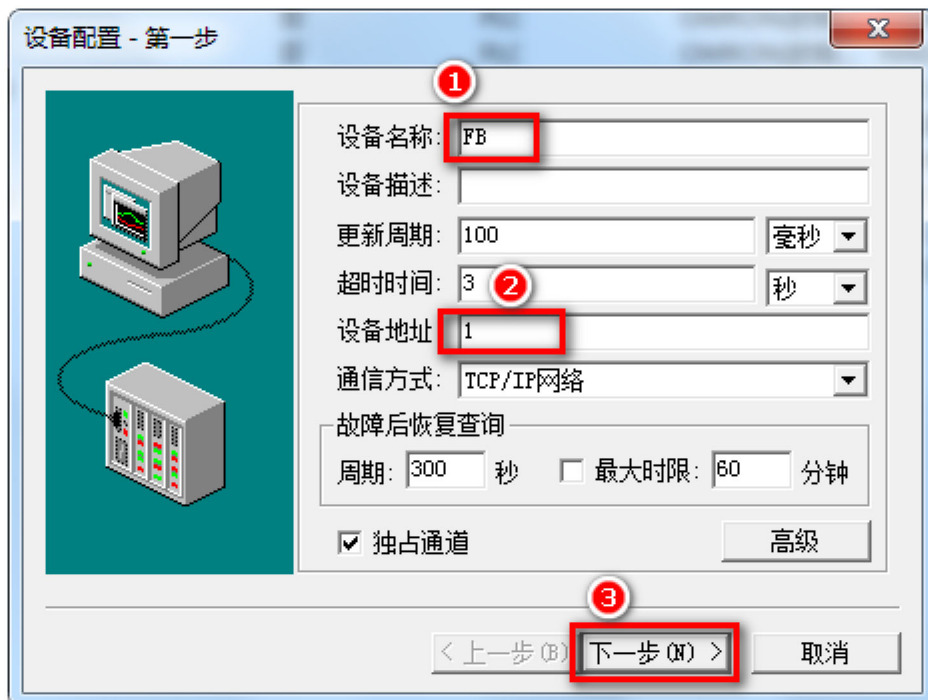 设备配置 - 第一步
1
设备名称: FB
设备描述:
更新周期: 100 毫秒
超时时间: 3 秒
2
设备地址 1
通信方式: TCP/IP网络
故障后恢复查询
周期: 300 秒 最大时限: 60 分钟
独占通道 高级
3
< 上一步(B) 下一步(N) > 取消